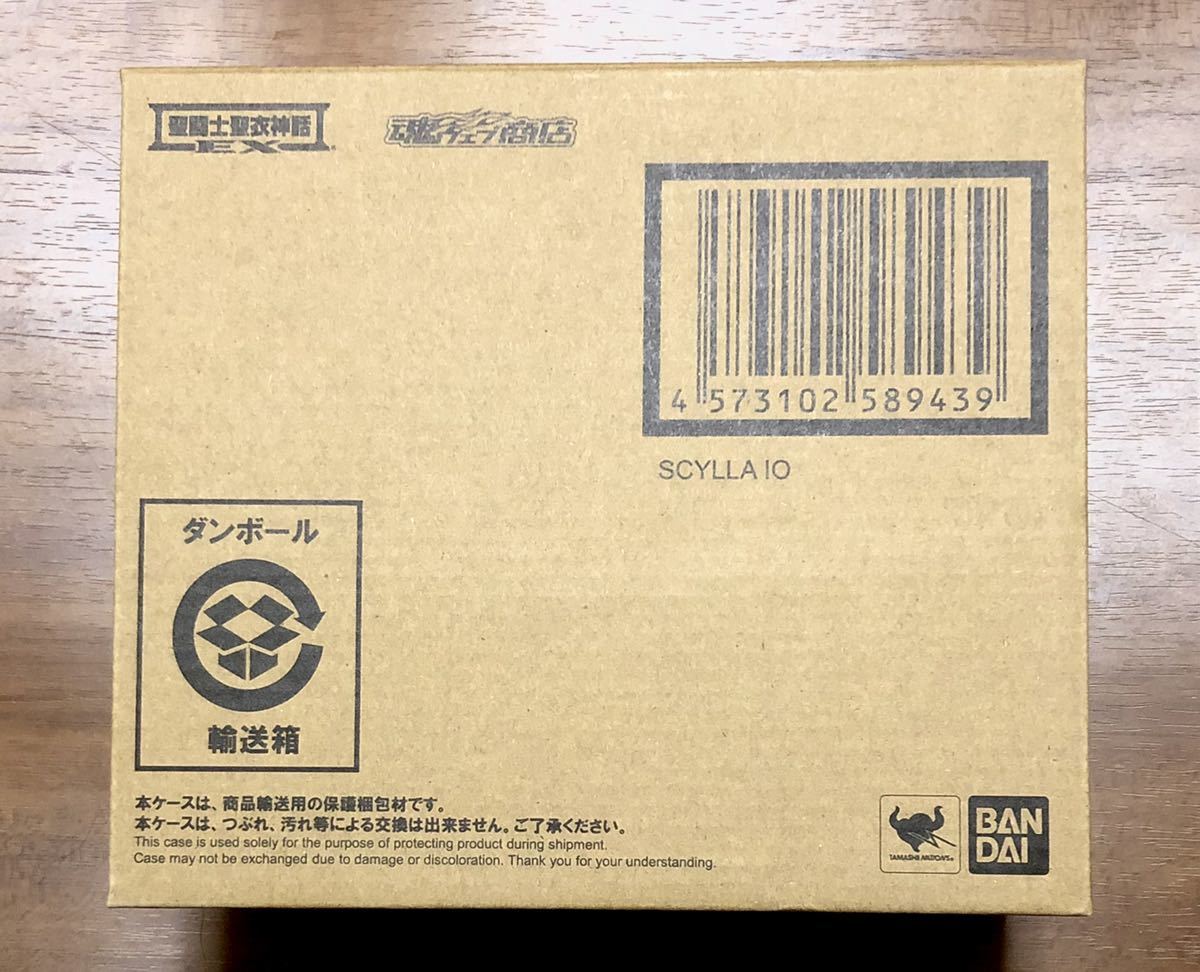 聖闘士聖衣神話
EX
魂ウェブ商店
4 573102 589439
SCYLLA IO
ダンボール
輸送箱
本ケースは、商品輸送用の保護梱包材です。
本ケースは、つぶれ、汚れ等による交換は出来ません。ご了承ください。
This case is used solely for the purpose of protecting product during shipment.
Case may not be exchanged due to damage or discoloration. Thank you for your understanding.
TAMASHII NATIONS
BAN
DAI